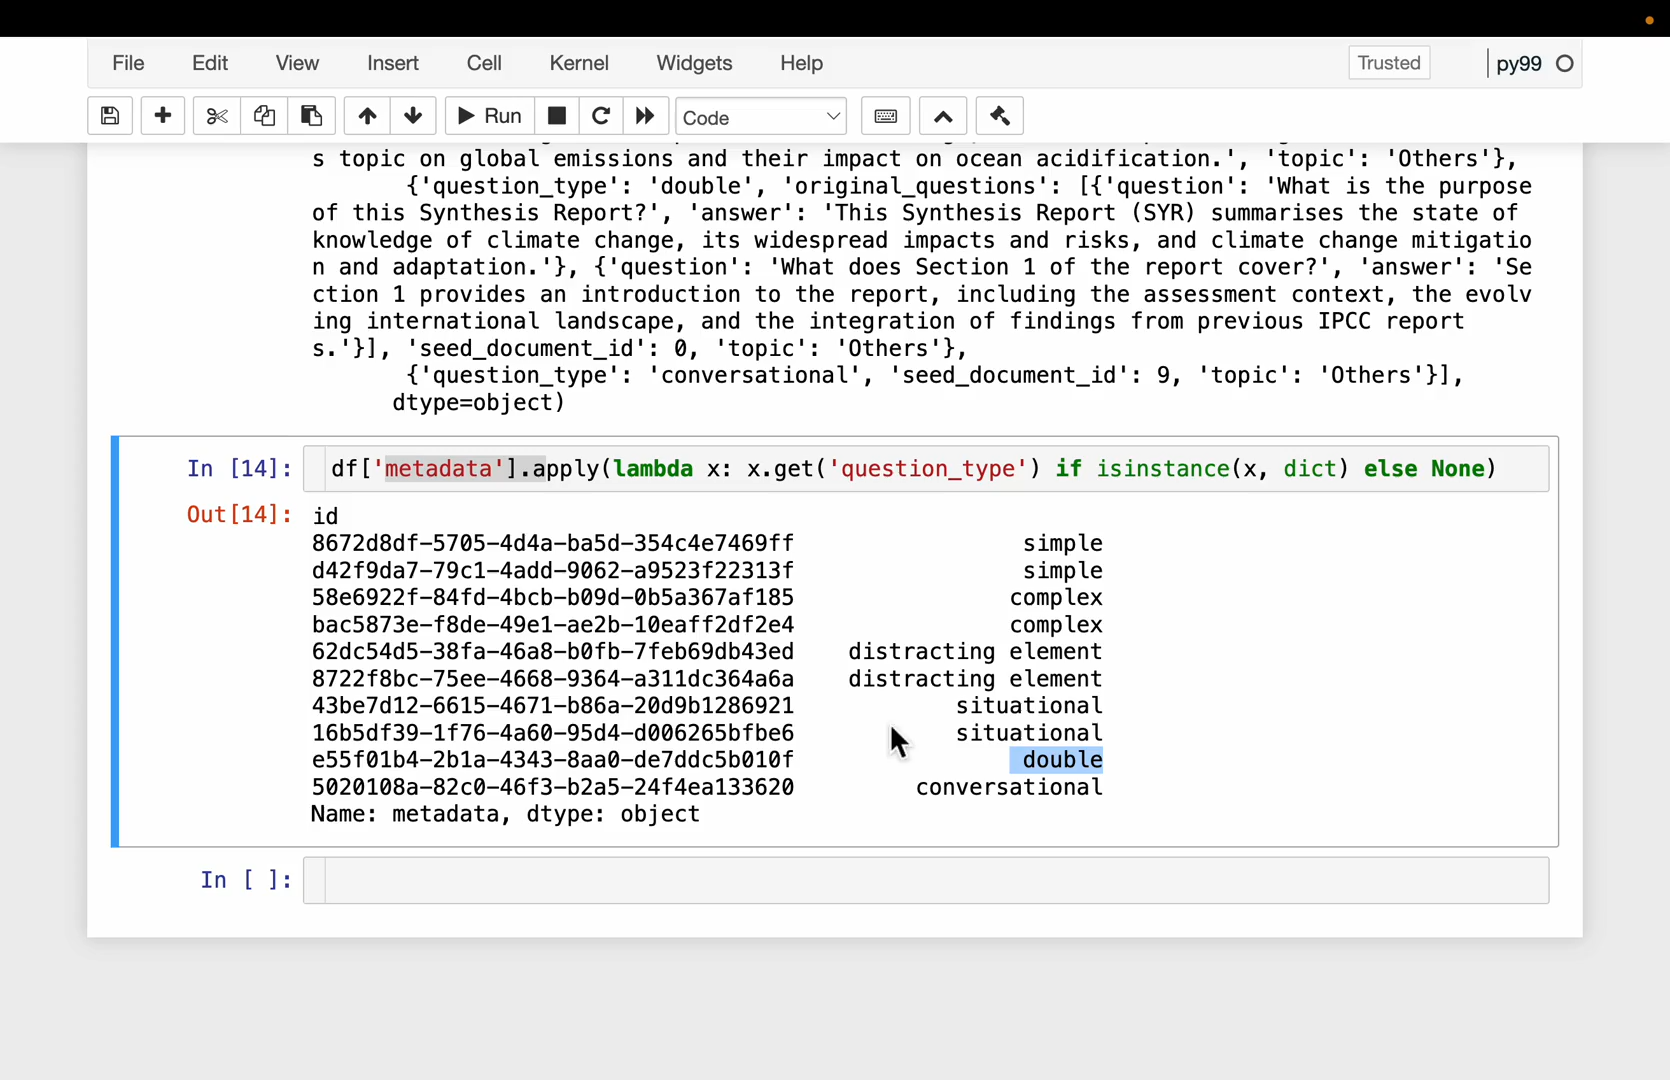 File Edit View Insert Cell Kernel Widgets Help Trusted py99
Run Code
s topic on global emissions and their impact on ocean acidification.', 'topic': 'Others'},
{'question_type': 'double', 'original_questions': [{'question': 'What is the purpose
of this Synthesis Report?', 'answer': 'This Synthesis Report (SYR) summarises the state of
knowledge of climate change, its widespread impacts and risks, and climate change mitigatio
n and adaptation.'}, {'question': 'What does Section 1 of the report cover?', 'answer': 'Se
ction 1 provides an introduction to the report, including the assessment context, the evolv
ing international landscape, and the integration of findings from previous IPCC report
s.'}], 'seed_document_id': 0, 'topic': 'Others'},
{'question_type': 'conversational', 'seed_document_id': 9, 'topic': 'Others'}],
dtype=object)
In [14]: df['metadata'].apply(lambda x: x.get('question_type') if isinstance(x, dict) else None)
Out[14]: id
8672d8df-5705-4d4a-ba5d-354c4e7469ff simple
d42f9da7-79c1-4add-9062-a9523f22313f simple
58e6922f-84fd-4bcb-b09d-0b5a367af185 complex
bac5873e-f8de-49e1-ae2b-10eaff2df2e4 complex
62dc54d5-38fa-46a8-b0fb-7feb69db43ed distracting element
8722f8bc-75ee-4668-9364-a311dc364a6a distracting element
43be7d12-6615-4671-b86a-20d9b1286921 situational
16b5df39-1f76-4a60-95d4-d006265bfbe6 situational
e55f01b4-2b1a-4343-8aa0-de7ddc5b010f double
5020108a-82c0-46f3-b2a5-24f4ea133620 conversational
Name: metadata, dtype: object
In [ ]: